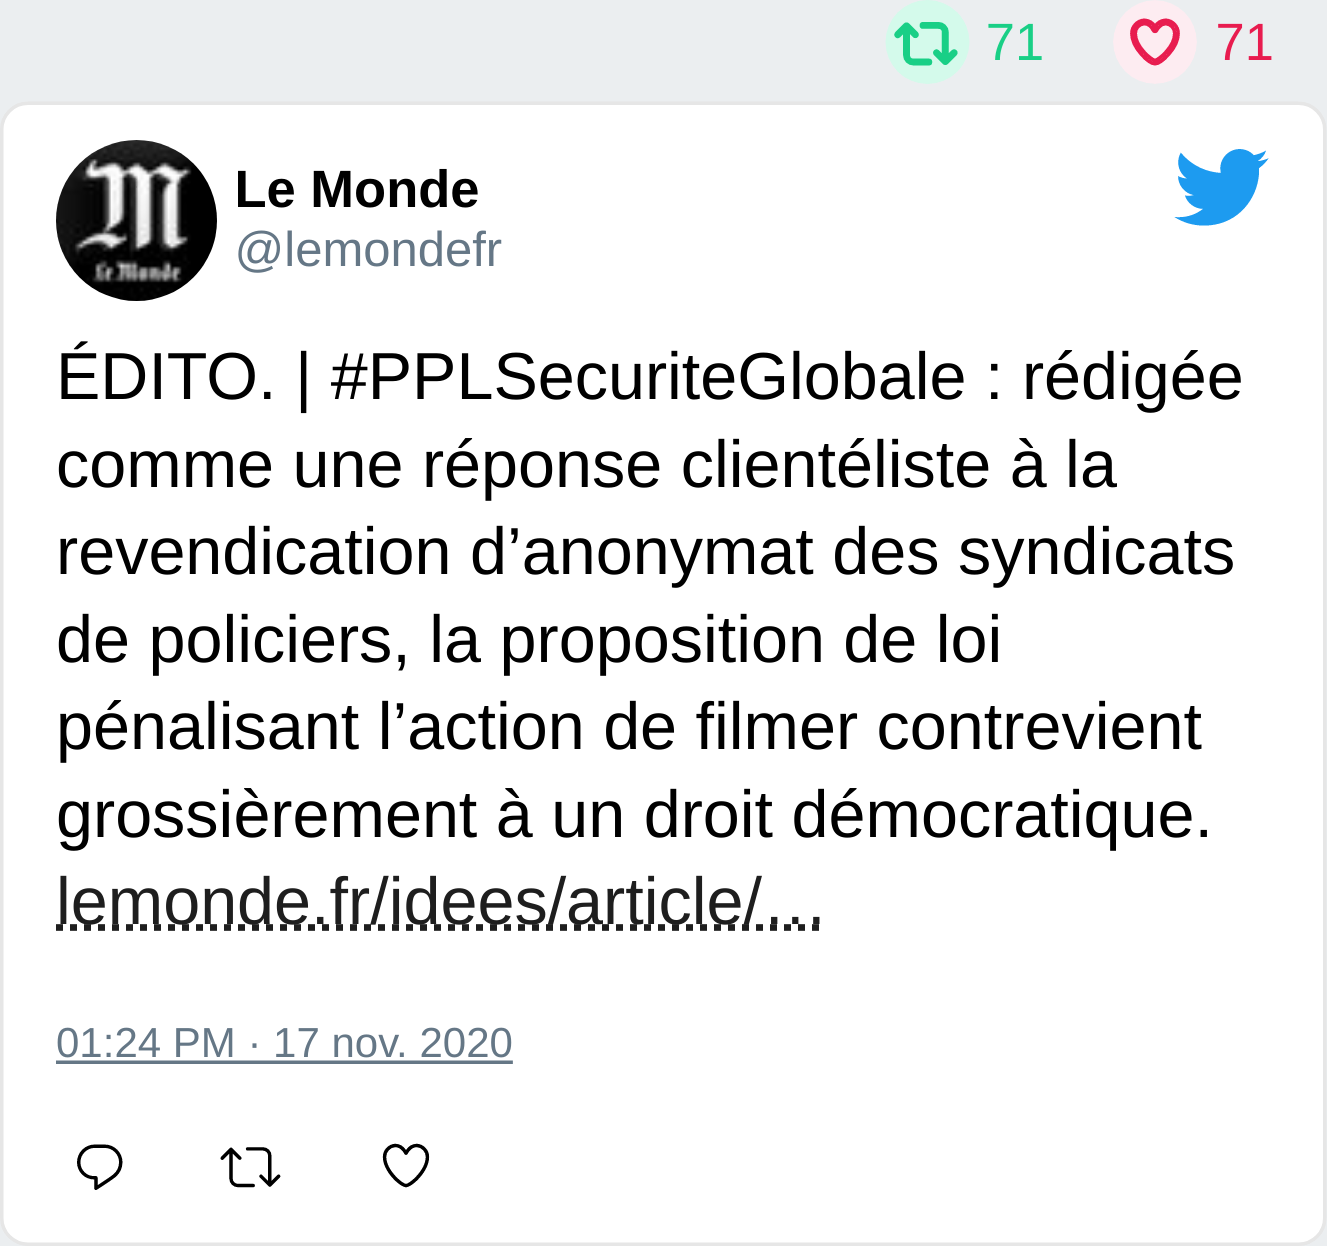 71 71
Le Monde
@lemondefr
Le Monde
ÉDITO. | #PPLSecuriteGlobale : rédigée
comme une réponse clientéliste à la
revendication d’anonymat des syndicats
de policiers, la proposition de loi
pénalisant l’action de filmer contrevient
grossièrement à un droit démocratique.
lemonde.fr/idees/article/...
01:24 PM · 17 nov. 2020